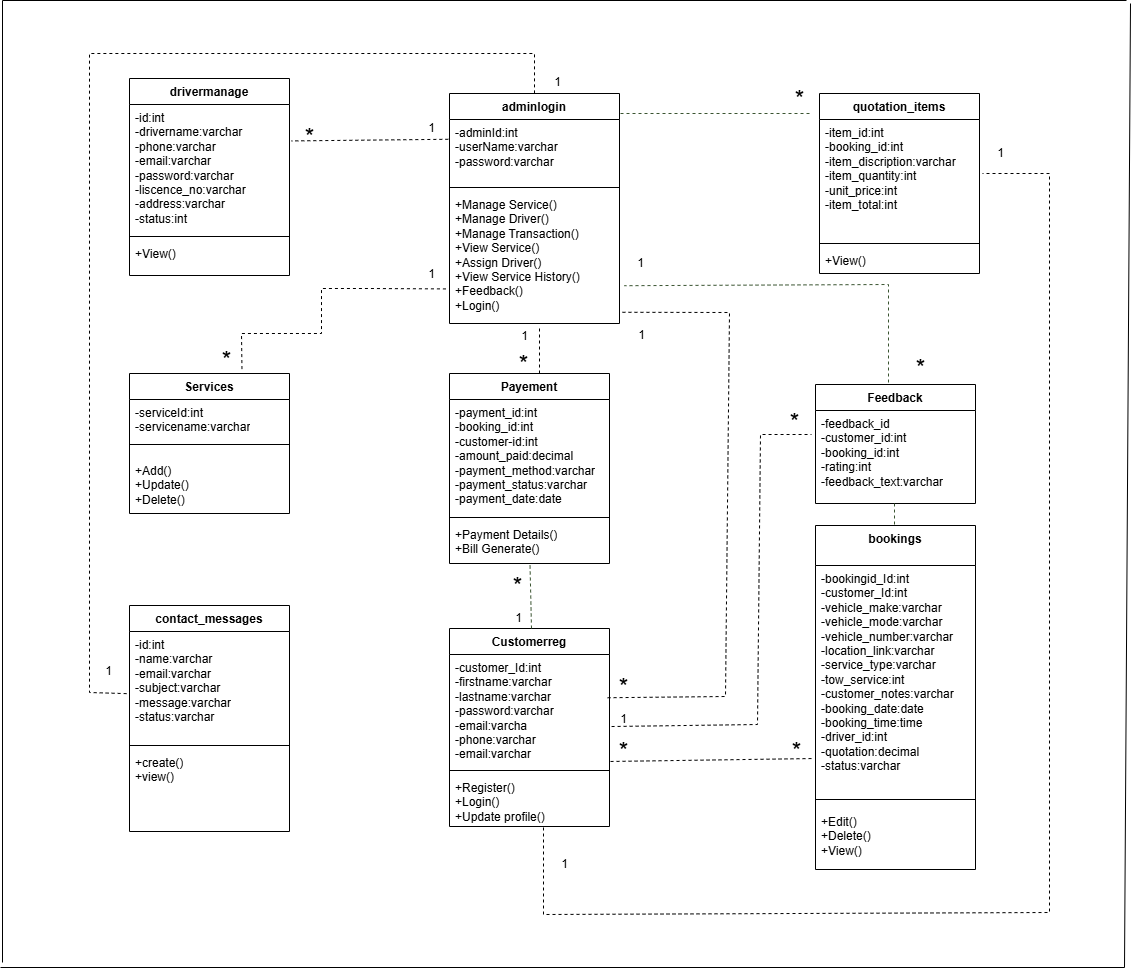 drivermanage
-id:int
-drivername:varchar
-phone:varchar
-email:varchar
-password:varchar
-liscence_no:varchar
-address:varchar
-status:int
+View()
*
1
1
adminlogin
-adminId:int
-userName:varchar
-password:varchar
+Manage Service()
+Manage Driver()
+Manage Transaction()
+View Service()
+Assign Driver()
+View Service History()
+Feedback()
+Login()
*
quotation_items
-item_id:int
-booking_id:int
-item_discription:varchar
-item_quantity:int
-unit_price:int
-item_total:int
+View()
1
1
1
1
1
*
*
*
Services
-serviceId:int
-servicename:varchar
+Add()
+Update()
+Delete()
Payement
-payment_id:int
-booking_id:int
-customer-id:int
-amount_paid:decimal
-payment_method:varchar
-payment_status:varchar
-payment_date:date
+Payment Details()
+Bill Generate()
*
Feedback
-feedback_id
-customer_id:int
-booking_id:int
-rating:int
-feedback_text:varchar
bookings
-bookingid_Id:int
-customer_Id:int
-vehicle_make:varchar
-vehicle_mode:varchar
-vehicle_number:varchar
-location_link:varchar
-service_type:varchar
-tow_service:int
-customer_notes:varchar
-booking_date:date
-booking_time:time
-driver_id:int
-quotation:decimal
-status:varchar
+Edit()
+Delete()
+View()
*
1
contact_messages
-id:int
-name:varchar
-email:varchar
-subject:varchar
-message:varchar
-status:varchar
+create()
+view()
1
Customerreg
-customer_Id:int
-firstname:varchar
-lastname:varchar
-password:varchar
-email:varcha
-phone:varchar
-email:varchar
+Register()
+Login()
+Update profile()
*
1
*
*
1